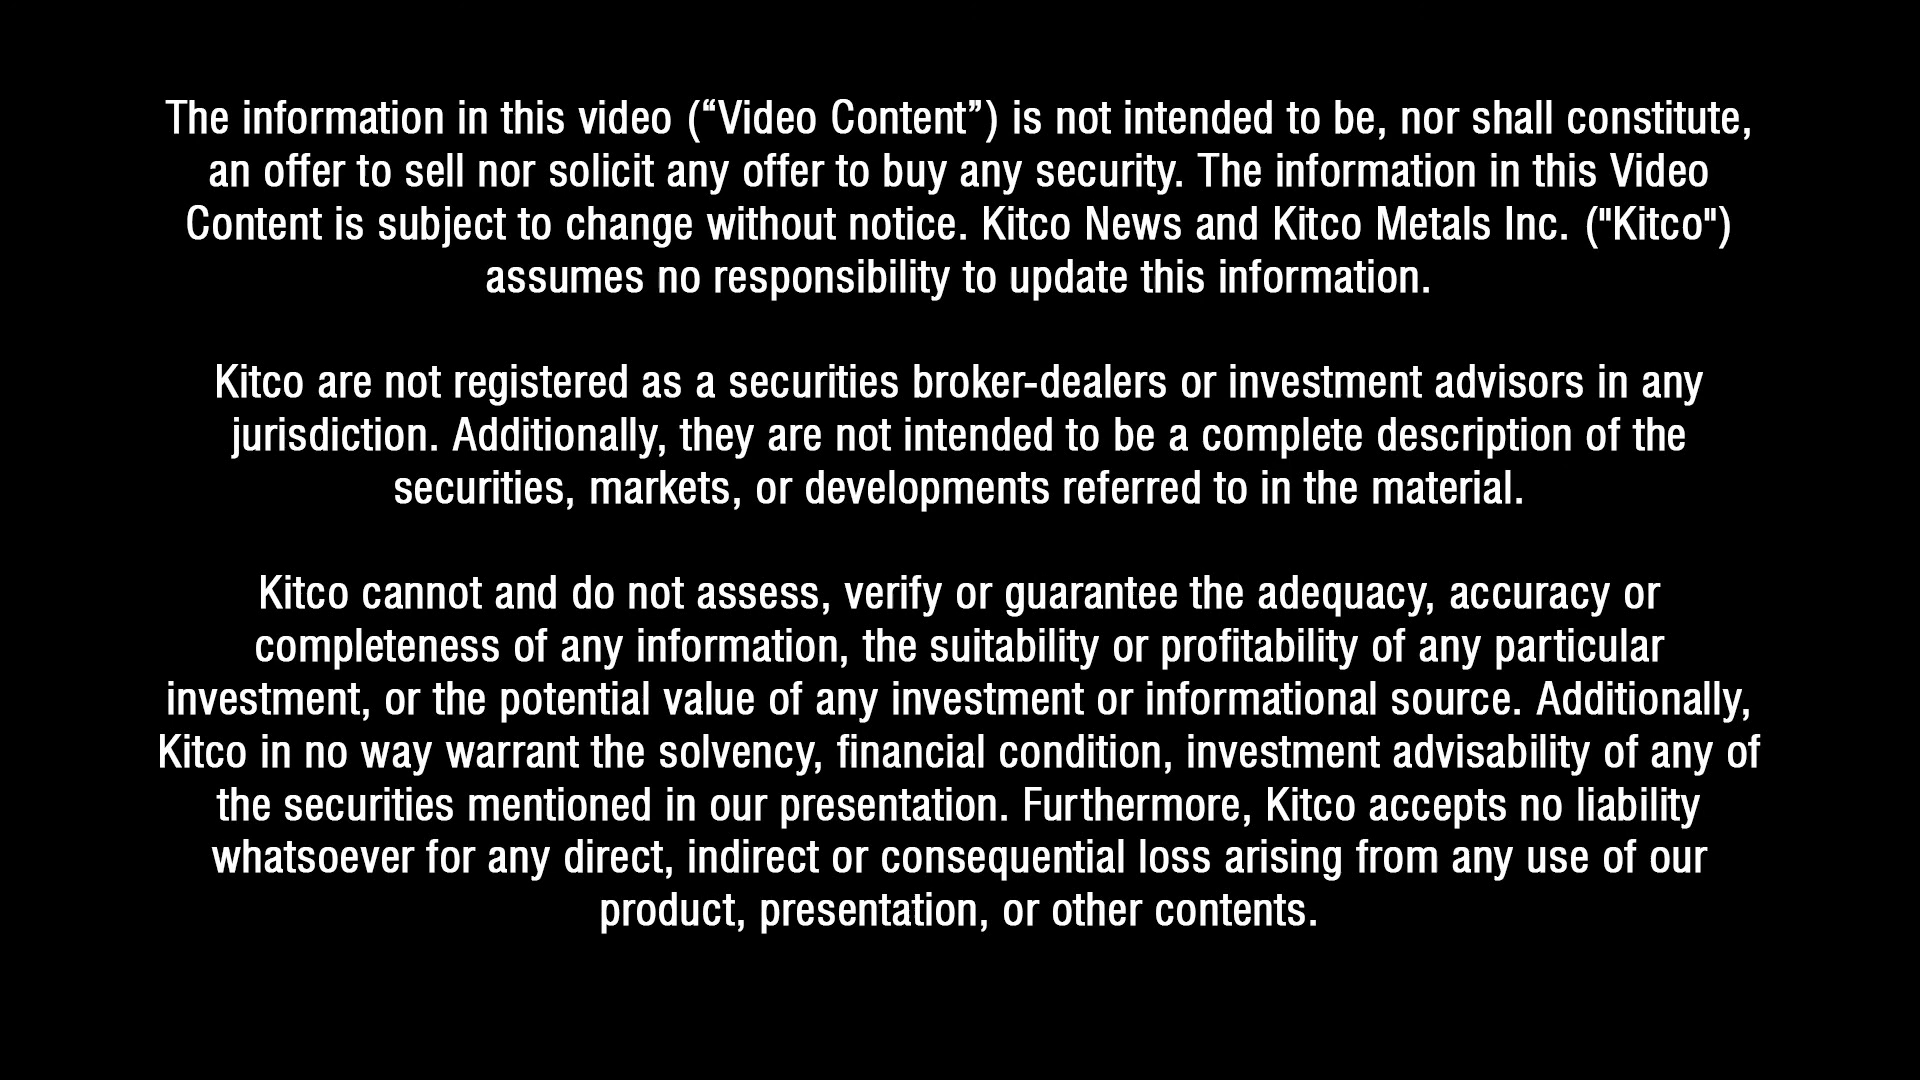 The information in this video (“Video Content”) is not intended to be, nor shall constitute,
an offer to sell nor solicit any offer to buy any security. The information in this Video
Content is subject to change without notice. Kitco News and Kitco Metals Inc. ("Kitco")
assumes no responsibility to update this information.
Kitco are not registered as a securities broker-dealers or investment advisors in any
jurisdiction. Additionally, they are not intended to be a complete description of the
securities, markets, or developments referred to in the material.
Kitco cannot and do not assess, verify or guarantee the adequacy, accuracy or
completeness of any information, the suitability or profitability of any particular
investment, or the potential value of any investment or informational source. Additionally,
Kitco in no way warrant the solvency, financial condition, investment advisability of any of
the securities mentioned in our presentation. Furthermore, Kitco accepts no liability
whatsoever for any direct, indirect or consequential loss arising from any use of our
product, presentation, or other contents.